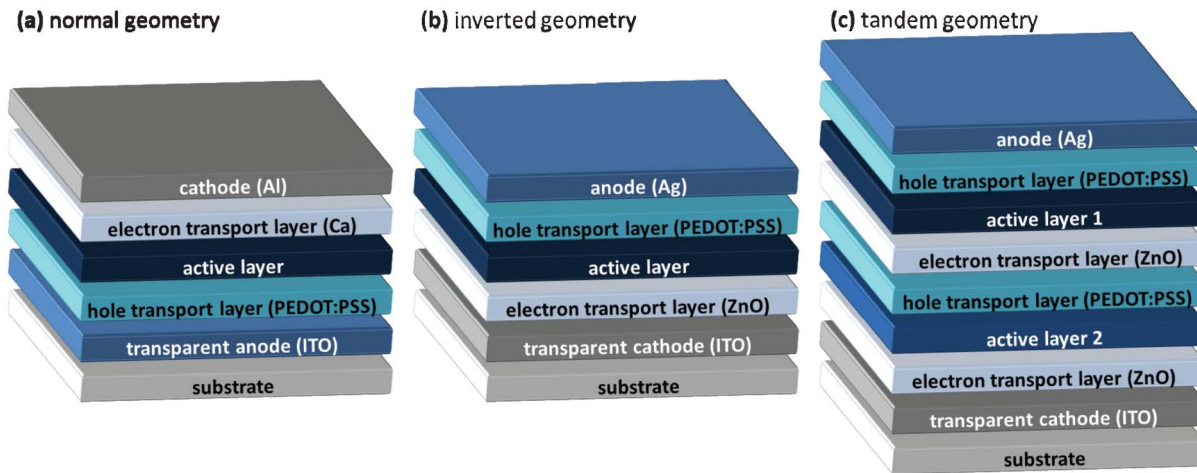 (a) normal geometry
cathode (Al)
electron transport layer (Ca)
active layer
hole transport layer (PEDOT:PSS)
transparent anode (ITO)
substrate
(b) inverted geometry
anode (Ag)
hole transport layer (PEDOT:PSS)
active layer
electron transport layer (ZnO)
transparent cathode (ITO)
substrate
(c) tandem geometry
anode (Ag)
hole transport layer (PEDOT:PSS)
active layer 1
electron transport layer (ZnO)
hole transport layer (PEDOT:PSS)
active layer 2
electron transport layer (ZnO)
transparent cathode (ITO)
substrate